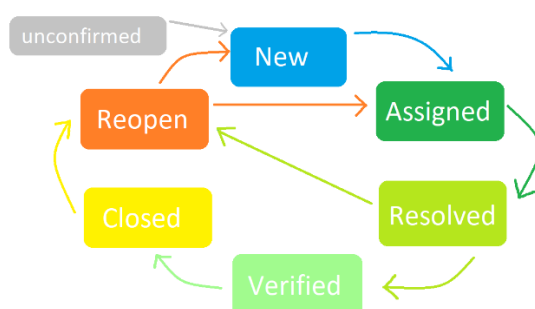 unconfirmed
New
Reopen
Assigned
Closed
Resolved
Verified